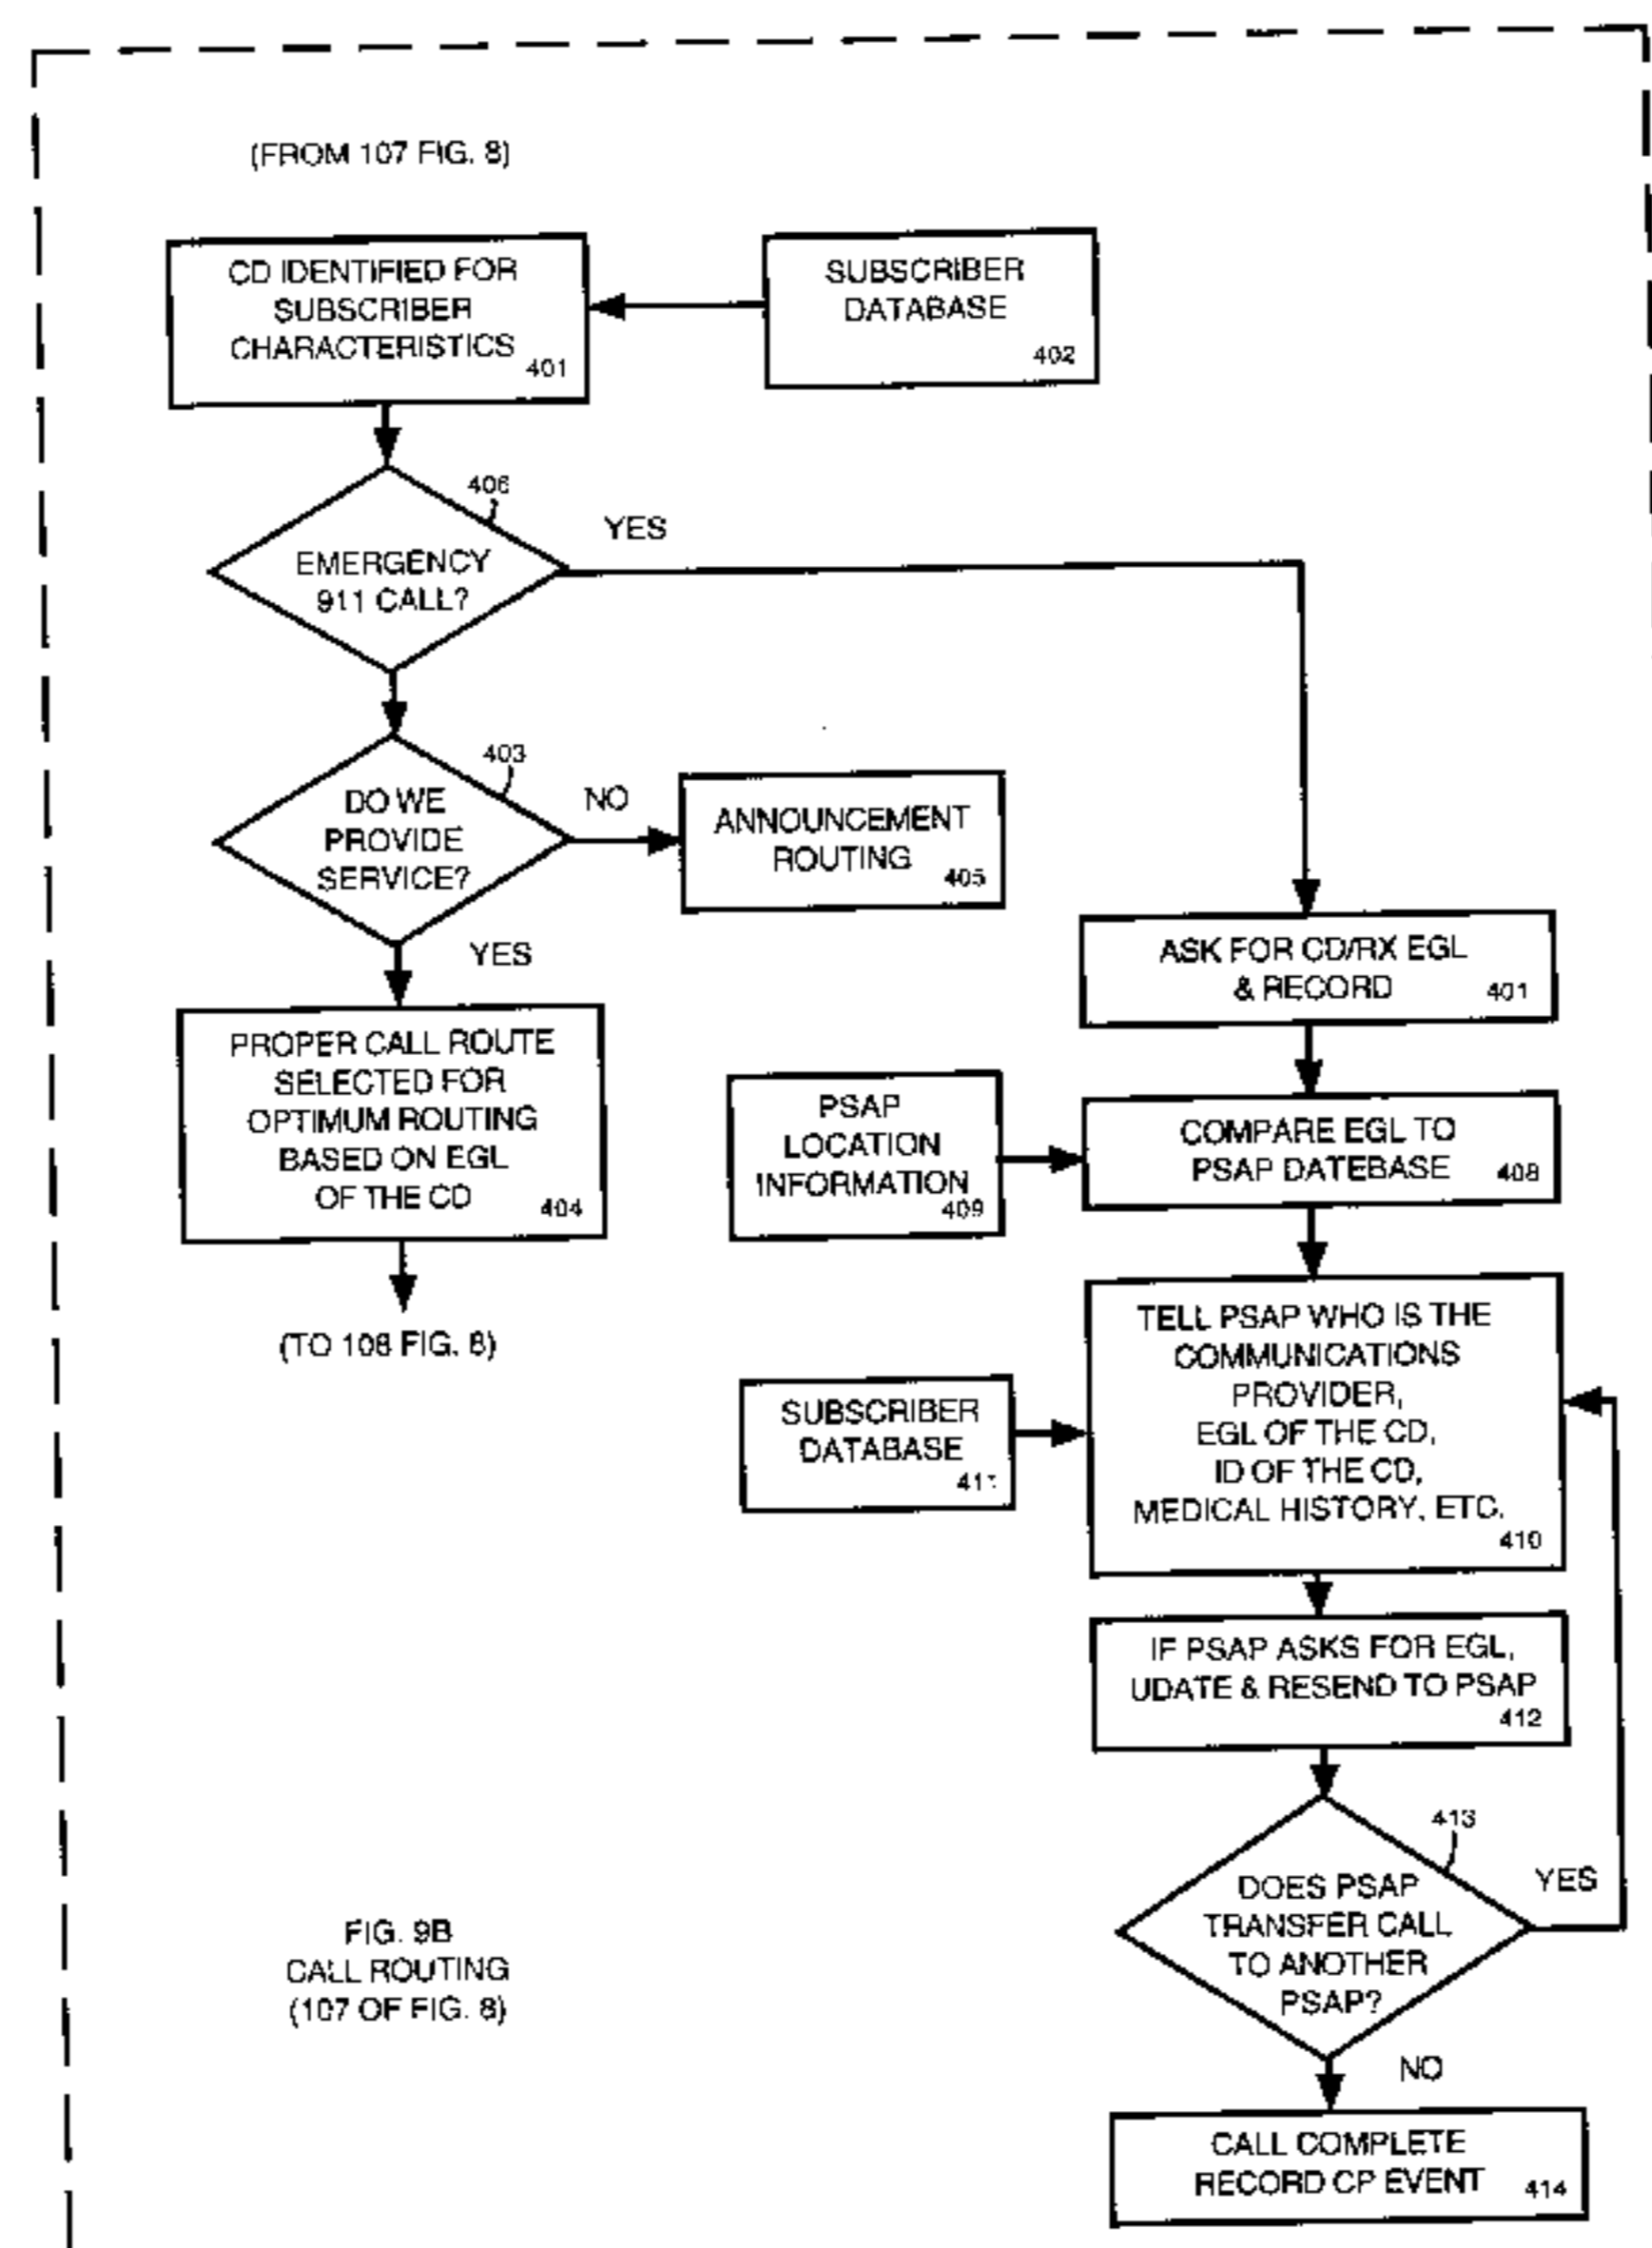 (FROM 107 FIG. 8)
CD IDENTIFIED FOR
SUBSCRIBER
CHARACTERISTICS
401
SUBSCRIBER
DATABASE
402
406
EMERGENCY
911 CALL?
YES
403
DO WE
PROVIDE
SERVICE?
NO
ANNOUNCEMENT
ROUTING
405
YES
PROPER CALL ROUTE
SELECTED FOR
OPTIMUM ROUTING
BASED ON EGL
OF THE CD
404
(TO 108 FIG. 8)
ASK FOR CD/RX EGL
& RECORD
401
PSAP
LOCATION
INFORMATION
409
COMPARE EGL TO
PSAP DATEBASE
408
TELL PSAP WHO IS THE
COMMUNICATIONS
PROVIDER,
EGL OF THE CD,
ID OF THE CD,
MEDICAL HISTORY, ETC.
410
SUBSCRIBER
DATABASE
411
IF PSAP ASKS FOR EGL,
UDATE & RESEND TO PSAP
412
413
DOES PSAP
TRANSFER CALL
TO ANOTHER
PSAP?
YES
NO
CALL COMPLETE
RECORD CP EVENT
414
FIG. 9B
CALL ROUTING
(107 OF FIG. 8)